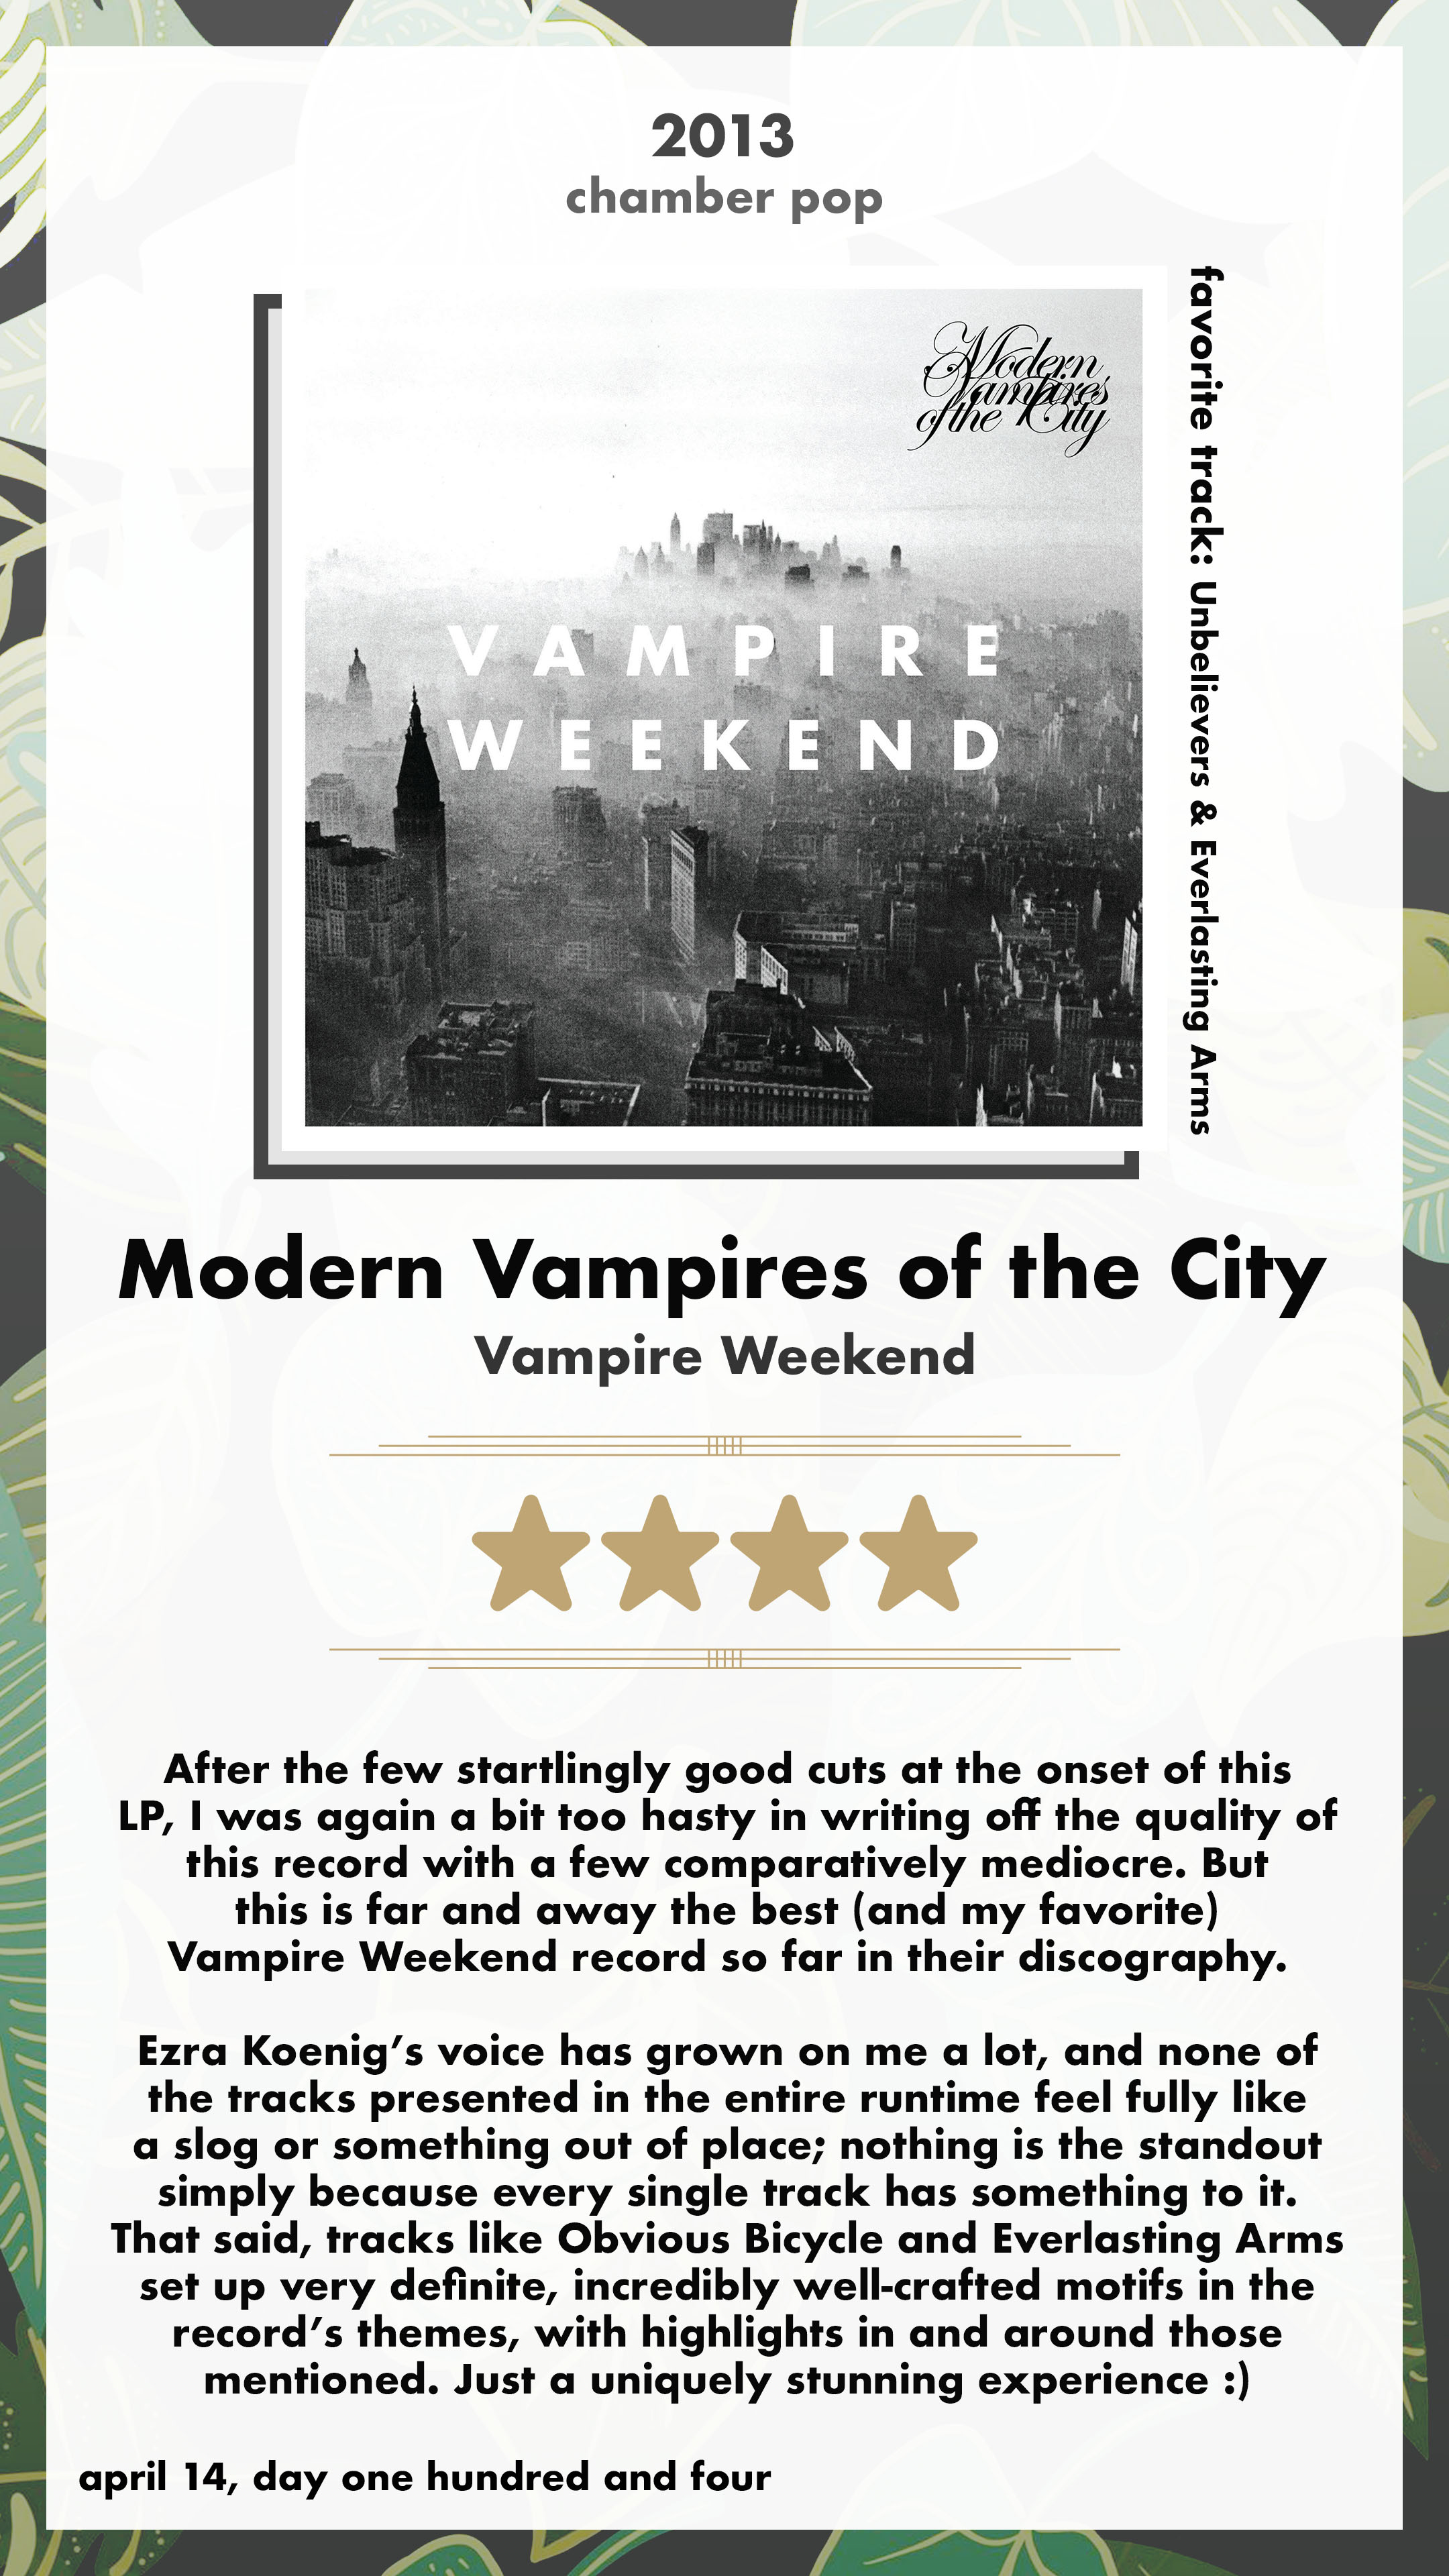 2013
chamber pop
Modern
Vampires
of the City
VAMPIRE
WEEKEND
favorite track: Unbelievers & Everlasting Arms
Modern Vampires of the City
Vampire Weekend
After the few startlingly good cuts at the onset of this
LP, I was again a bit too hasty in writing off the quality of
this record with a few comparatively mediocre. But
this is far and away the best (and my favorite)
Vampire Weekend record so far in their discography.
Ezra Koenig’s voice has grown on me a lot, and none of
the tracks presented in the entire runtime feel fully like
a slog or something out of place; nothing is the standout
simply because every single track has something to it.
That said, tracks like Obvious Bicycle and Everlasting Arms
set up very definite, incredibly well-crafted motifs in the
record’s themes, with highlights in and around those
mentioned. Just a uniquely stunning experience :)
april 14, day one hundred and four